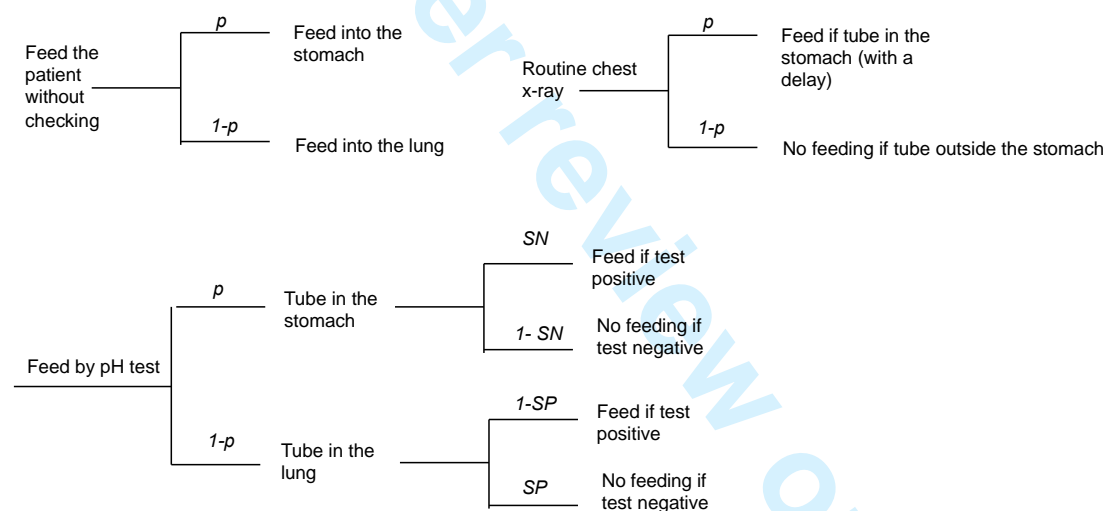 Feed the
patient
without
checking
p
Feed into the
stomach
1-p
Feed into the lung
Routine chest
x-ray
p
Feed if tube in the
stomach (with a
delay)
1-p
No feeding if tube outside the stomach
Feed by pH test
p
Tube in the
stomach
SN
Feed if test
positive
1- SN
No feeding if
test negative
1-p
Tube in the
lung
1-SP
Feed if test
positive
SP
No feeding if
test negative
er review o